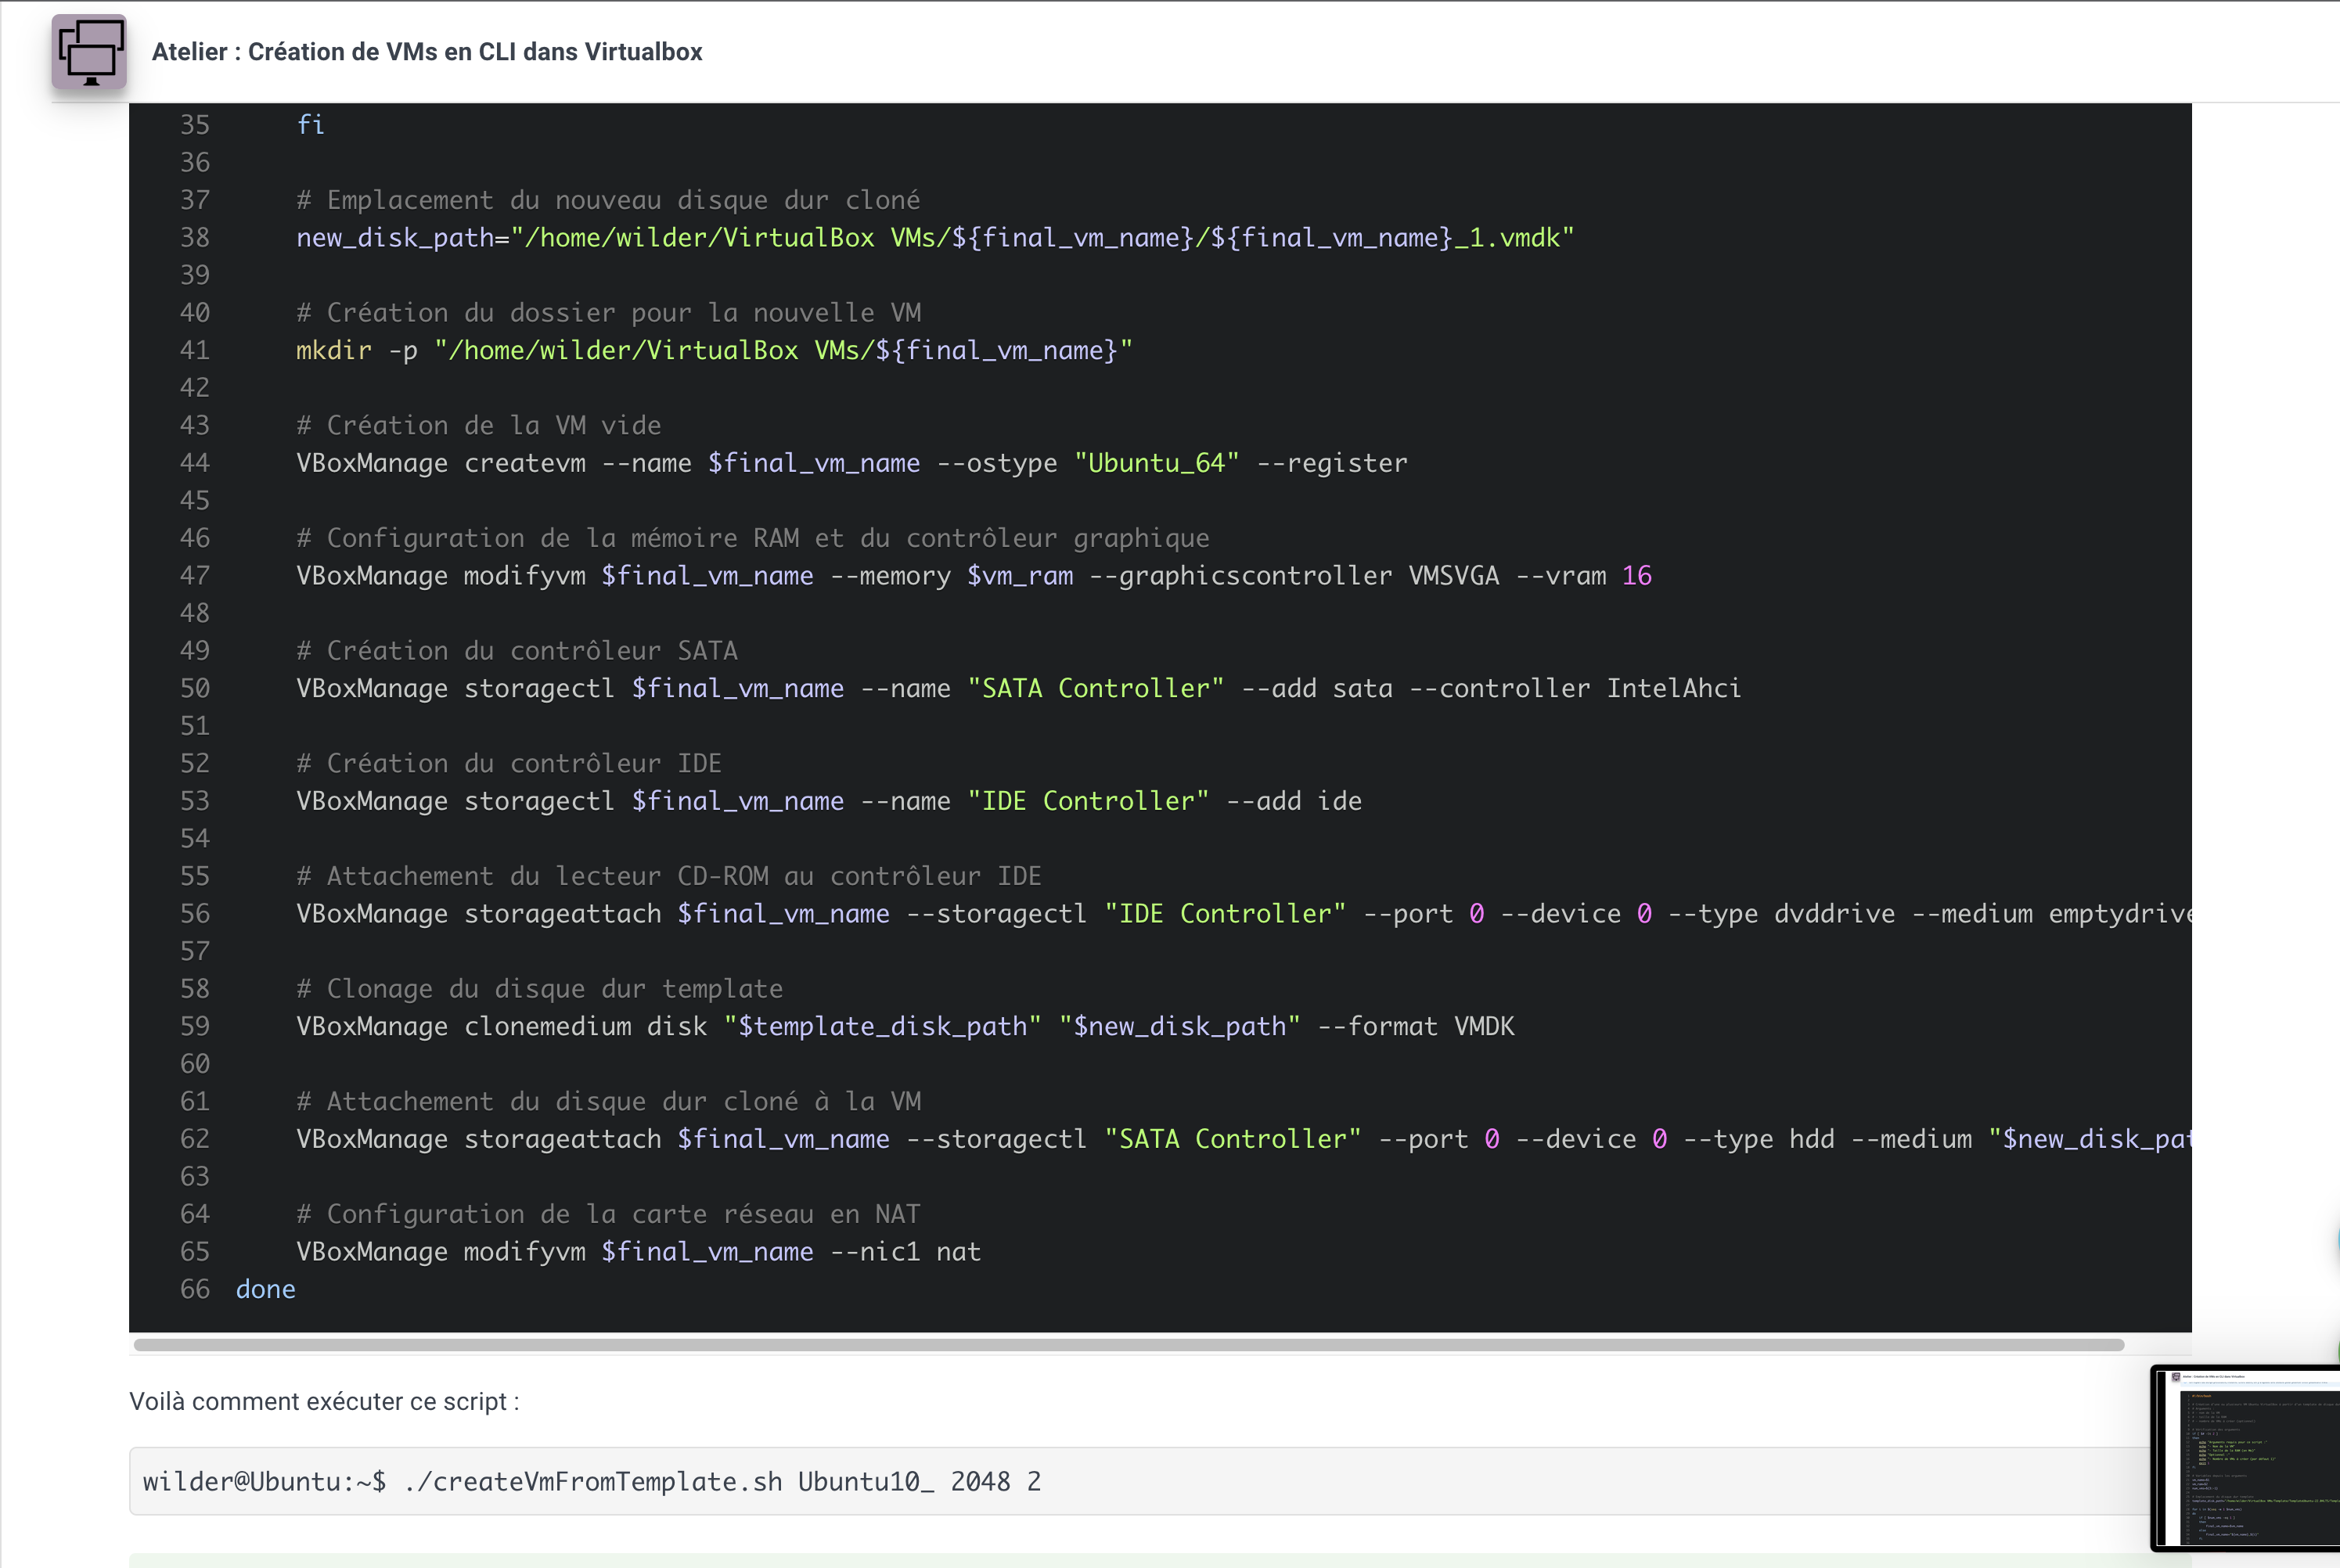 Atelier : Création de VMs en CLI dans Virtualbox
35 fi
36
37 # Emplacement du nouveau disque dur cloné
38 new_disk_path="/home/wilder/VirtualBox VMs/${final_vm_name}/${final_vm_name}_1.vmdk"
39
40 # Création du dossier pour la nouvelle VM
41 mkdir -p "/home/wilder/VirtualBox VMs/${final_vm_name}"
42
43 # Création de la VM vide
44 VBoxManage createvm --name $final_vm_name --ostype "Ubuntu_64" --register
45
46 # Configuration de la mémoire RAM et du contrôleur graphique
47 VBoxManage modifyvm $final_vm_name --memory $vm_ram --graphicscontroller VMSVGA --vram 16
48
49 # Création du contrôleur SATA
50 VBoxManage storagectl $final_vm_name --name "SATA Controller" --add sata --controller IntelAhci
51
52 # Création du contrôleur IDE
53 VBoxManage storagectl $final_vm_name --name "IDE Controller" --add ide
54
55 # Attachement du lecteur CD-ROM au contrôleur IDE
56 VBoxManage storageattach $final_vm_name --storagectl "IDE Controller" --port 0 --device 0 --type dvddrive --medium emptydrive
57
58 # Clonage du disque dur template
59 VBoxManage clonemedium disk "$template_disk_path" "$new_disk_path" --format VMDK
60
61 # Attachement du disque dur cloné à la VM
62 VBoxManage storageattach $final_vm_name --storagectl "SATA Controller" --port 0 --device 0 --type hdd --medium "$new_disk_pat
63
64 # Configuration de la carte réseau en NAT
65 VBoxManage modifyvm $final_vm_name --nic1 nat
66 done
Voilà comment exécuter ce script :
wilder@Ubuntu:~$ ./createVmFromTemplate.sh Ubuntu10_ 2048 2